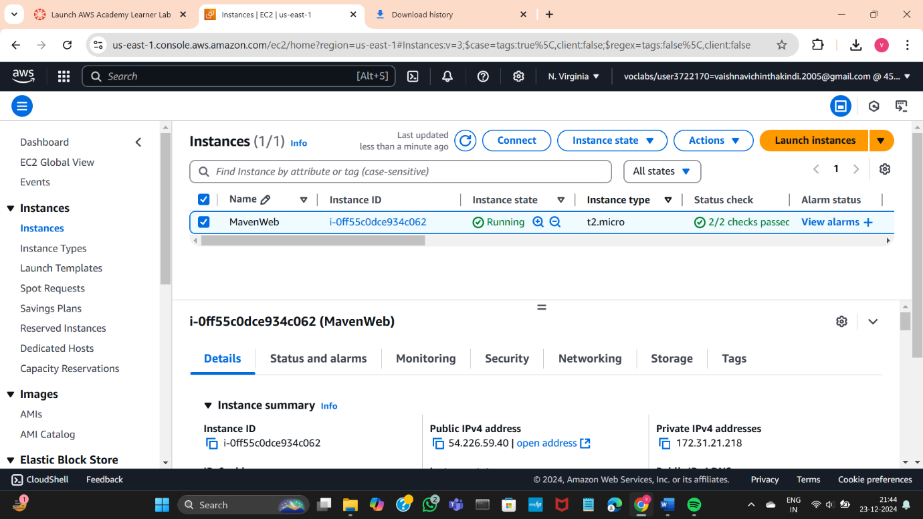 Launch AWS Academy Learner Lab
Instances | EC2 | us-east-1
Download history
us-east-1.console.aws.amazon.com/ec2/home?region=us-east-1#Instances:v=3;$case=tags:true%5C,client:false;$regex=tags:false%5C,client:false
v
aws
Search [Alt+S]
N. Virginia
voclabs/user3722170=vaishnavichinthakindi.2005@gmail.com @ 45...
Dashboard
EC2 Global View
Events
Instances
Instances
Instance Types
Launch Templates
Spot Requests
Savings Plans
Reserved Instances
Dedicated Hosts
Capacity Reservations
Images
AMIs
AMI Catalog
Elastic Block Store
Instances (1/1) Info
Last updated
less than a minute ago
Connect
Instance state
Actions
Launch instances
Find Instance by attribute or tag (case-sensitive)
All states
1
Name Instance ID Instance state Instance type Status check Alarm status
MavenWeb i-0ff55c0dce934c062 Running t2.micro 2/2 checks passed View alarms +
i-0ff55c0dce934c062 (MavenWeb)
Details Status and alarms Monitoring Security Networking Storage Tags
Instance summary Info
Instance ID
i-0ff55c0dce934c062
Public IPv4 address
54.226.59.40 | open address
Private IPv4 addresses
172.31.21.218
CloudShell Feedback
© 2024, Amazon Web Services, Inc. or its affiliates.
Privacy Terms Cookie preferences
1
Search
2
ENG
IN
21:44
23-12-2024